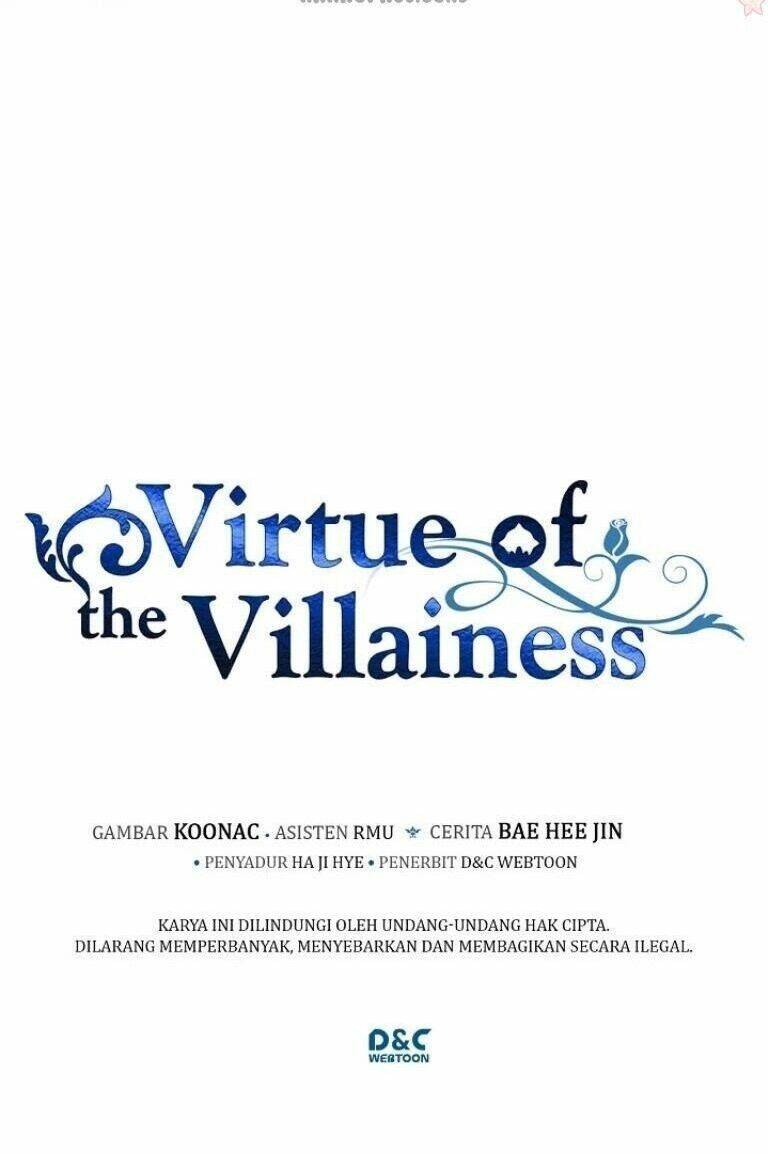 Virtue of
the Villainess
GAMBAR KOONAC • ASISTEN RMU CERITA BAE HEE JIN
• PENYADUR HA JI HYE • PENERBIT D&C WEBTOON
KARYA INI DILINDUNGI OLEH UNDANG-UNDANG HAK CIPTA.
DILARANG MEMPERBANYAK, MENYEBARKAN DAN MEMBAGIKAN SECARA ILEGAL.
D&C
WEBTOON